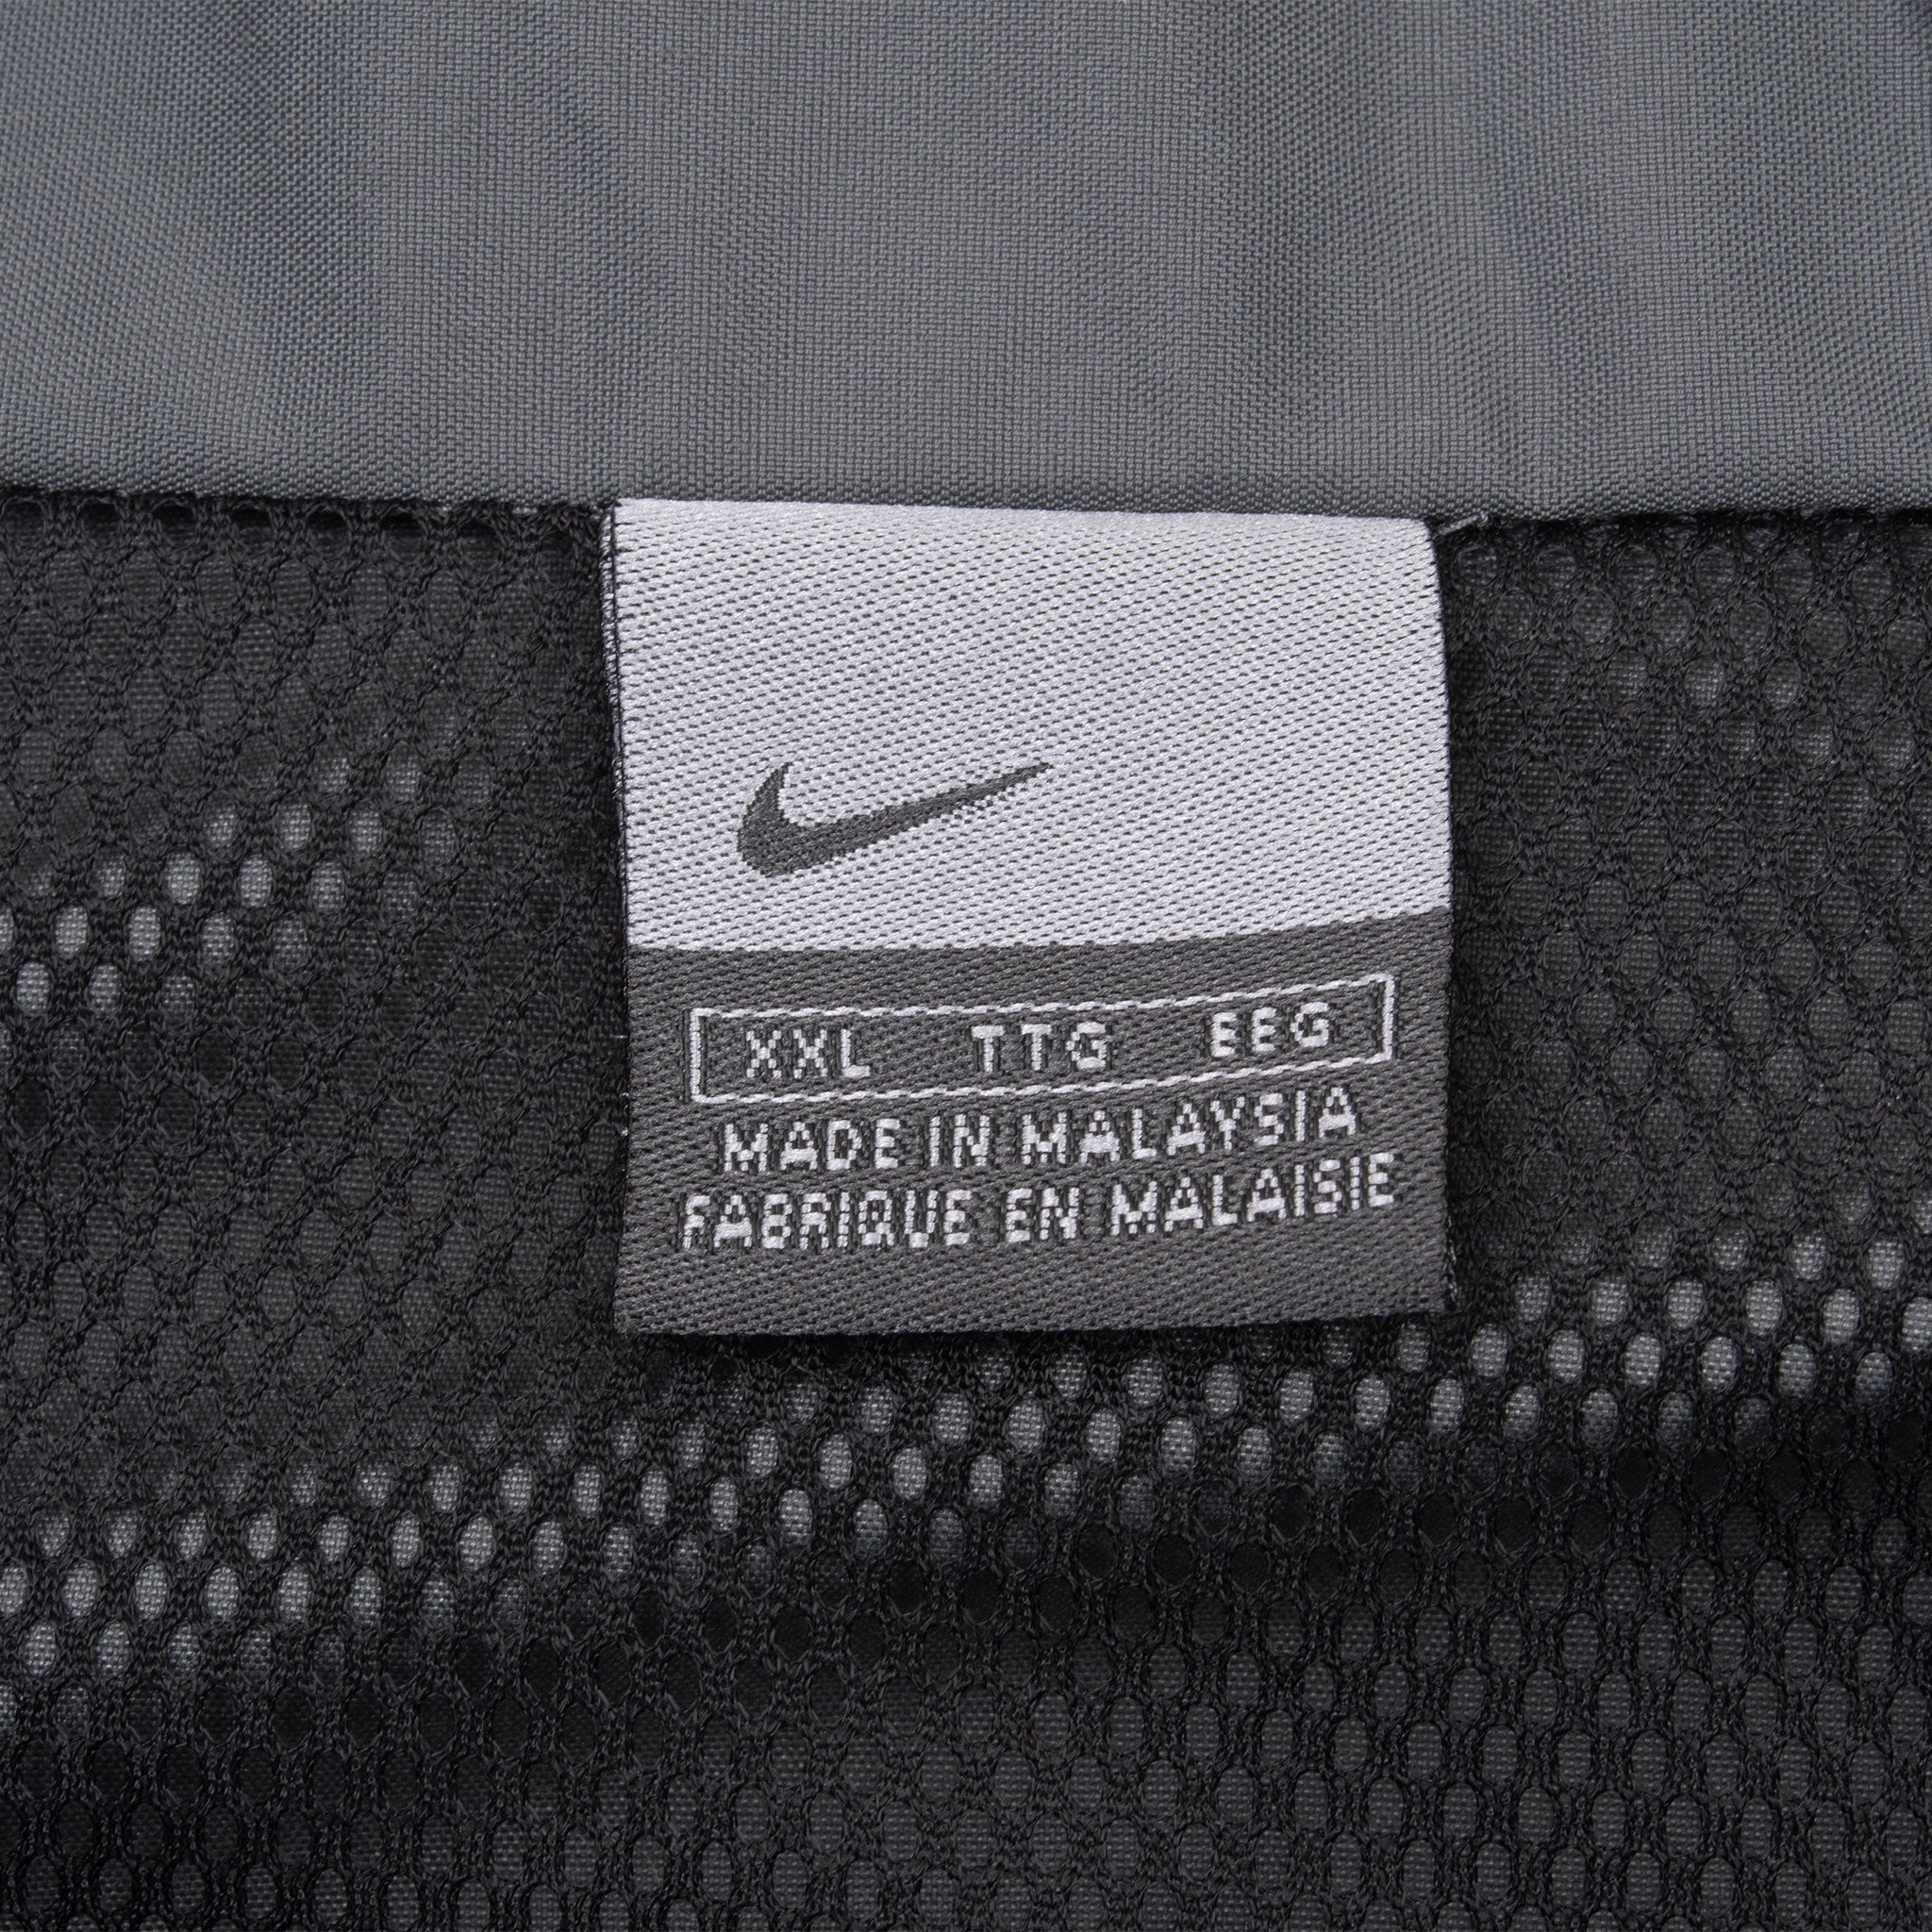 XXL TTG EEG
MADE IN MALAYSIA
FABRIQUE EN MALAISIE